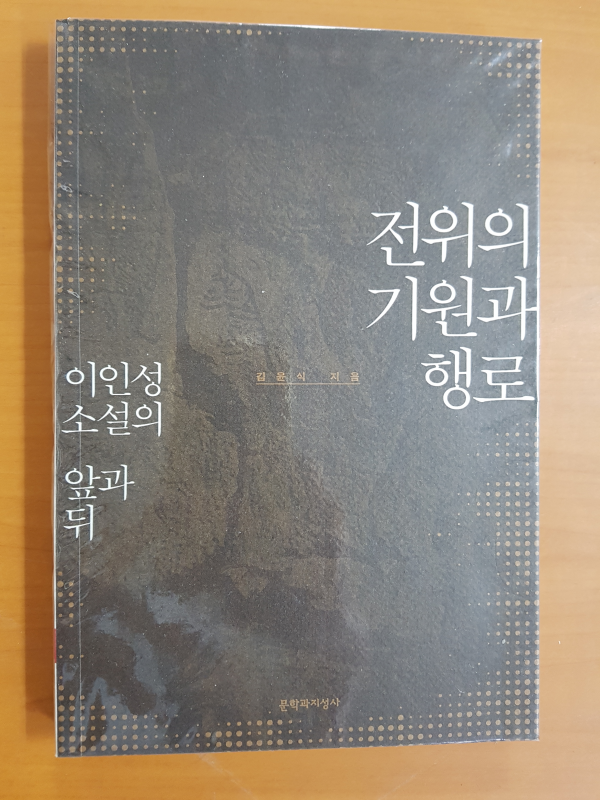 전위의
기원과
행로
김윤식 지음
이인성
소설의
앞과
뒤
문학과지성사